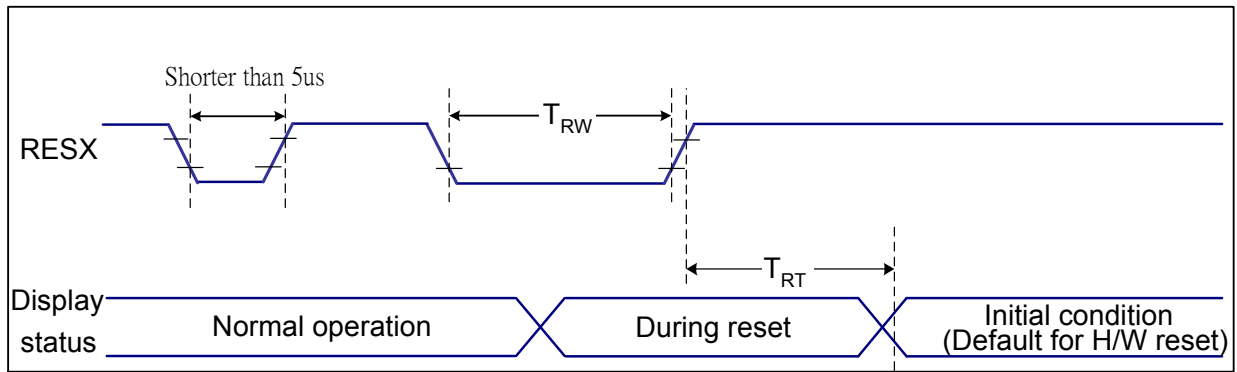 Shorter than 5us
RESX
TRW
TRT
Display
status
Normal operation
During reset
Initial condition
(Default for H/W reset)